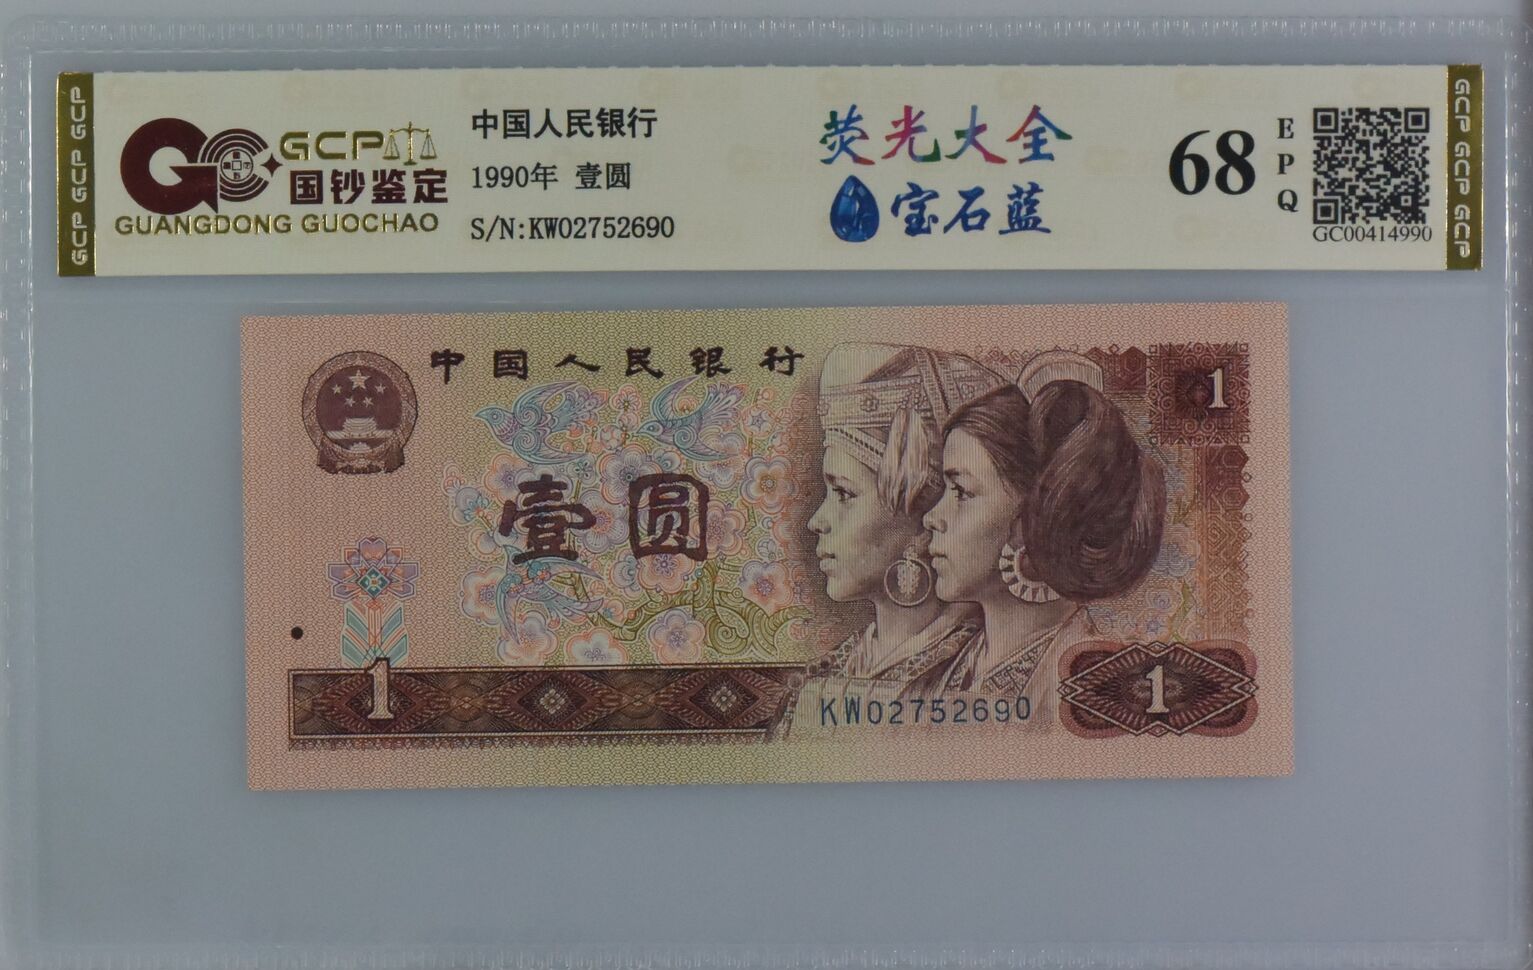 GCP GCP GCP
GCP
国钞鉴定
GUANGDONG GUOCHAO
中国人民银行
1990年 壹圆
S/N:KW02752690
荧光大全
宝石蓝
68
EPQ
GC00414990
GCP GCP GCP
中国人民银行
1
壹圆
1
KW02752690
1